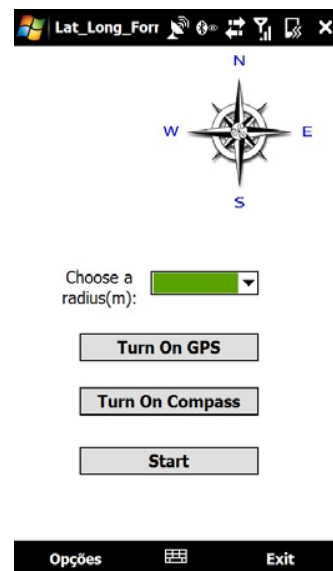 Lat_Long_Forr
N
W
E
S
Choose a
radius(m):
Turn On GPS
Turn On Compass
Start
Opções
Exit